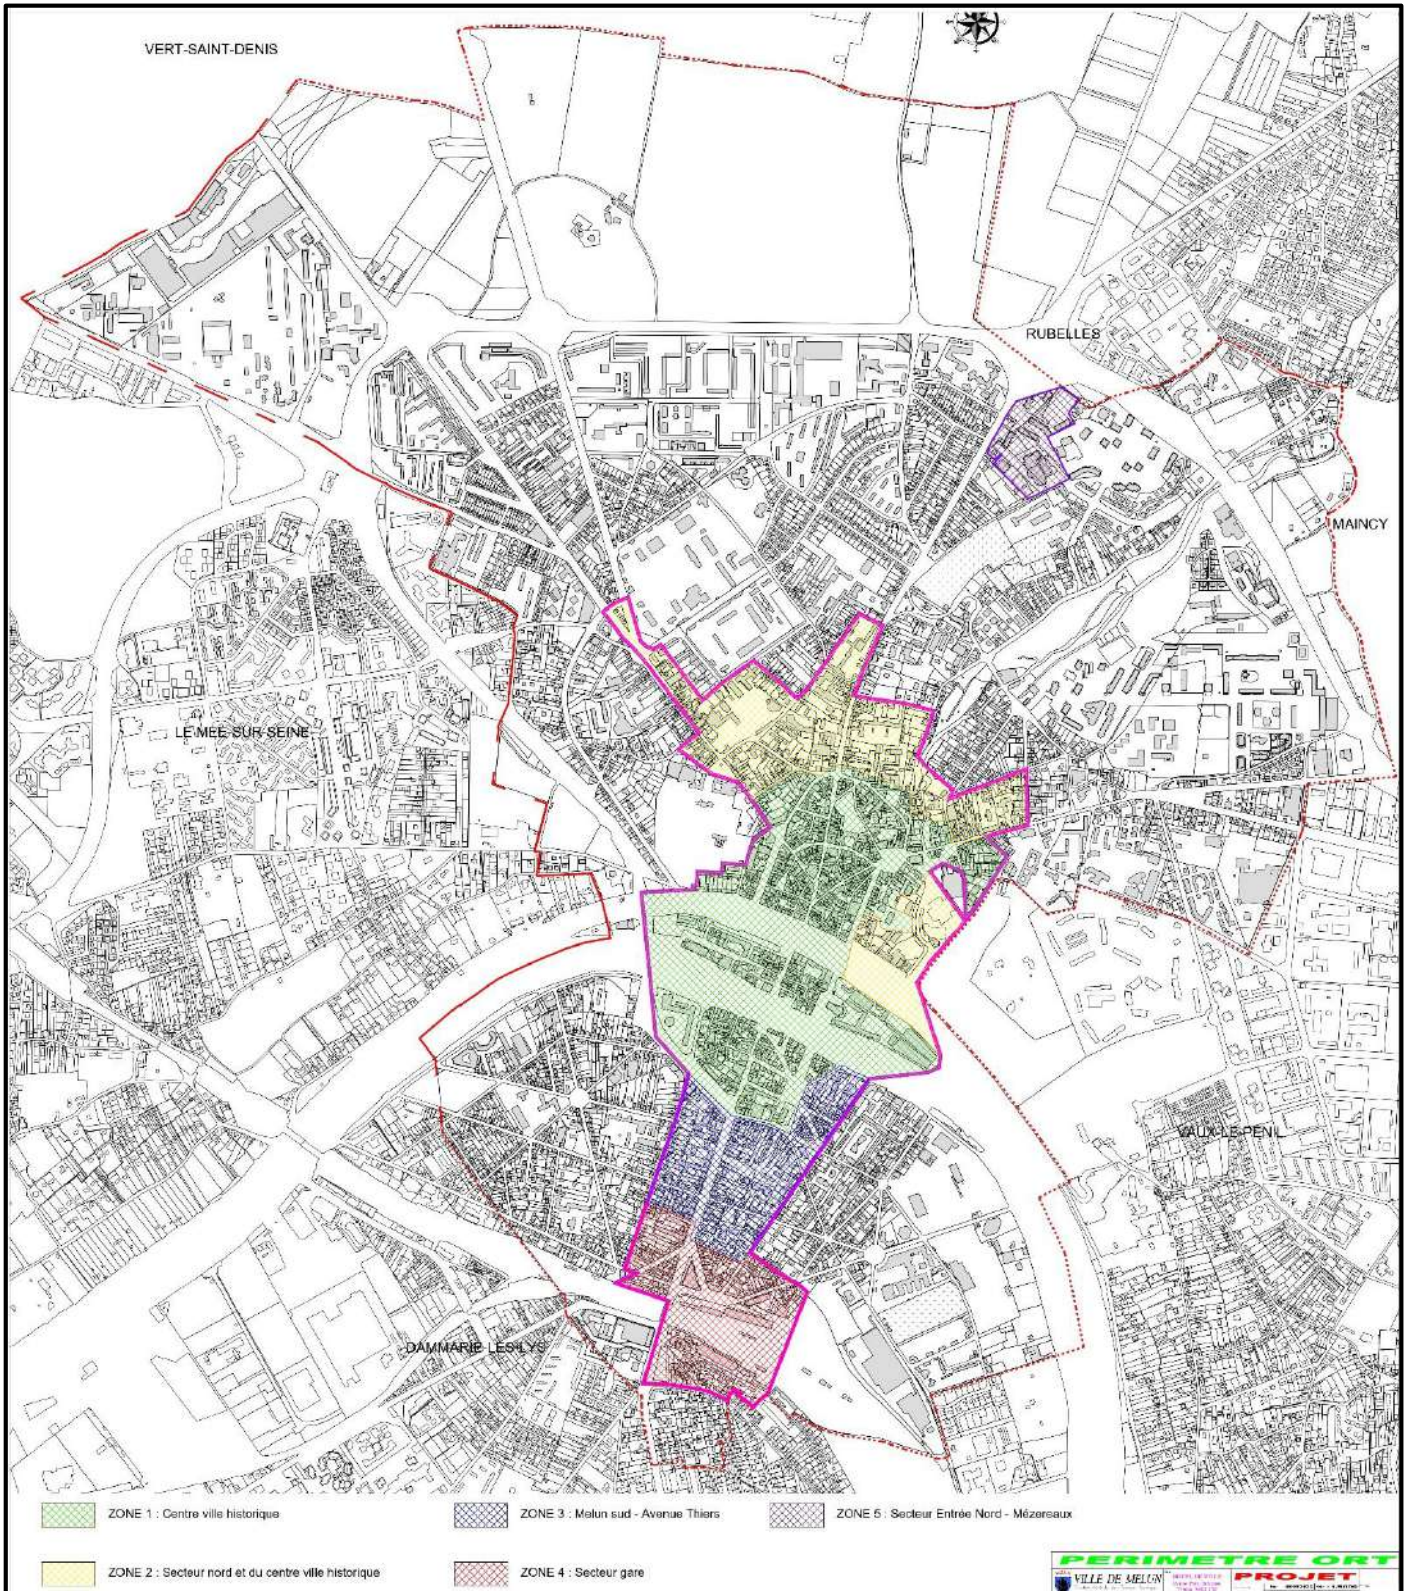 VERT-SAINT-DENIS
RUBELLES
MAINCY
LE-MEE-SUR-SEINE
VAUX-LE-PENIL
DAMMARIE-LES-LYS
ZONE 1 : Centre ville historique
ZONE 3 : Melun sud - Avenue Thiers
ZONE 5 : Secteur Entrée Nord - Mézereaux
ZONE 2 : Secteur nord et du centre ville historique
ZONE 4 : Secteur gare
PERIMETRE ORT
VILLE DE MELUN
PROJET